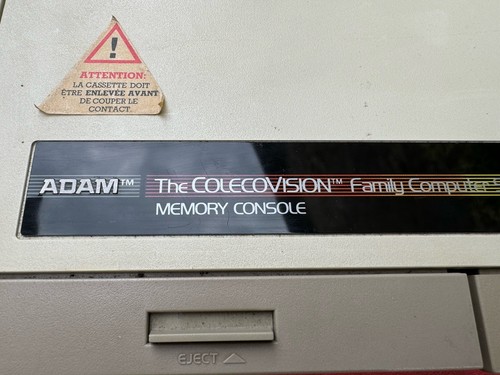 ATTENTION:
LA CASSETTE DOIT
ÊTRE ENLEVÉE AVANT
DE COUPER LE
CONTACT.
ADAM™ The COLECOVISION™ Family Computer
MEMORY CONSOLE
EJECT